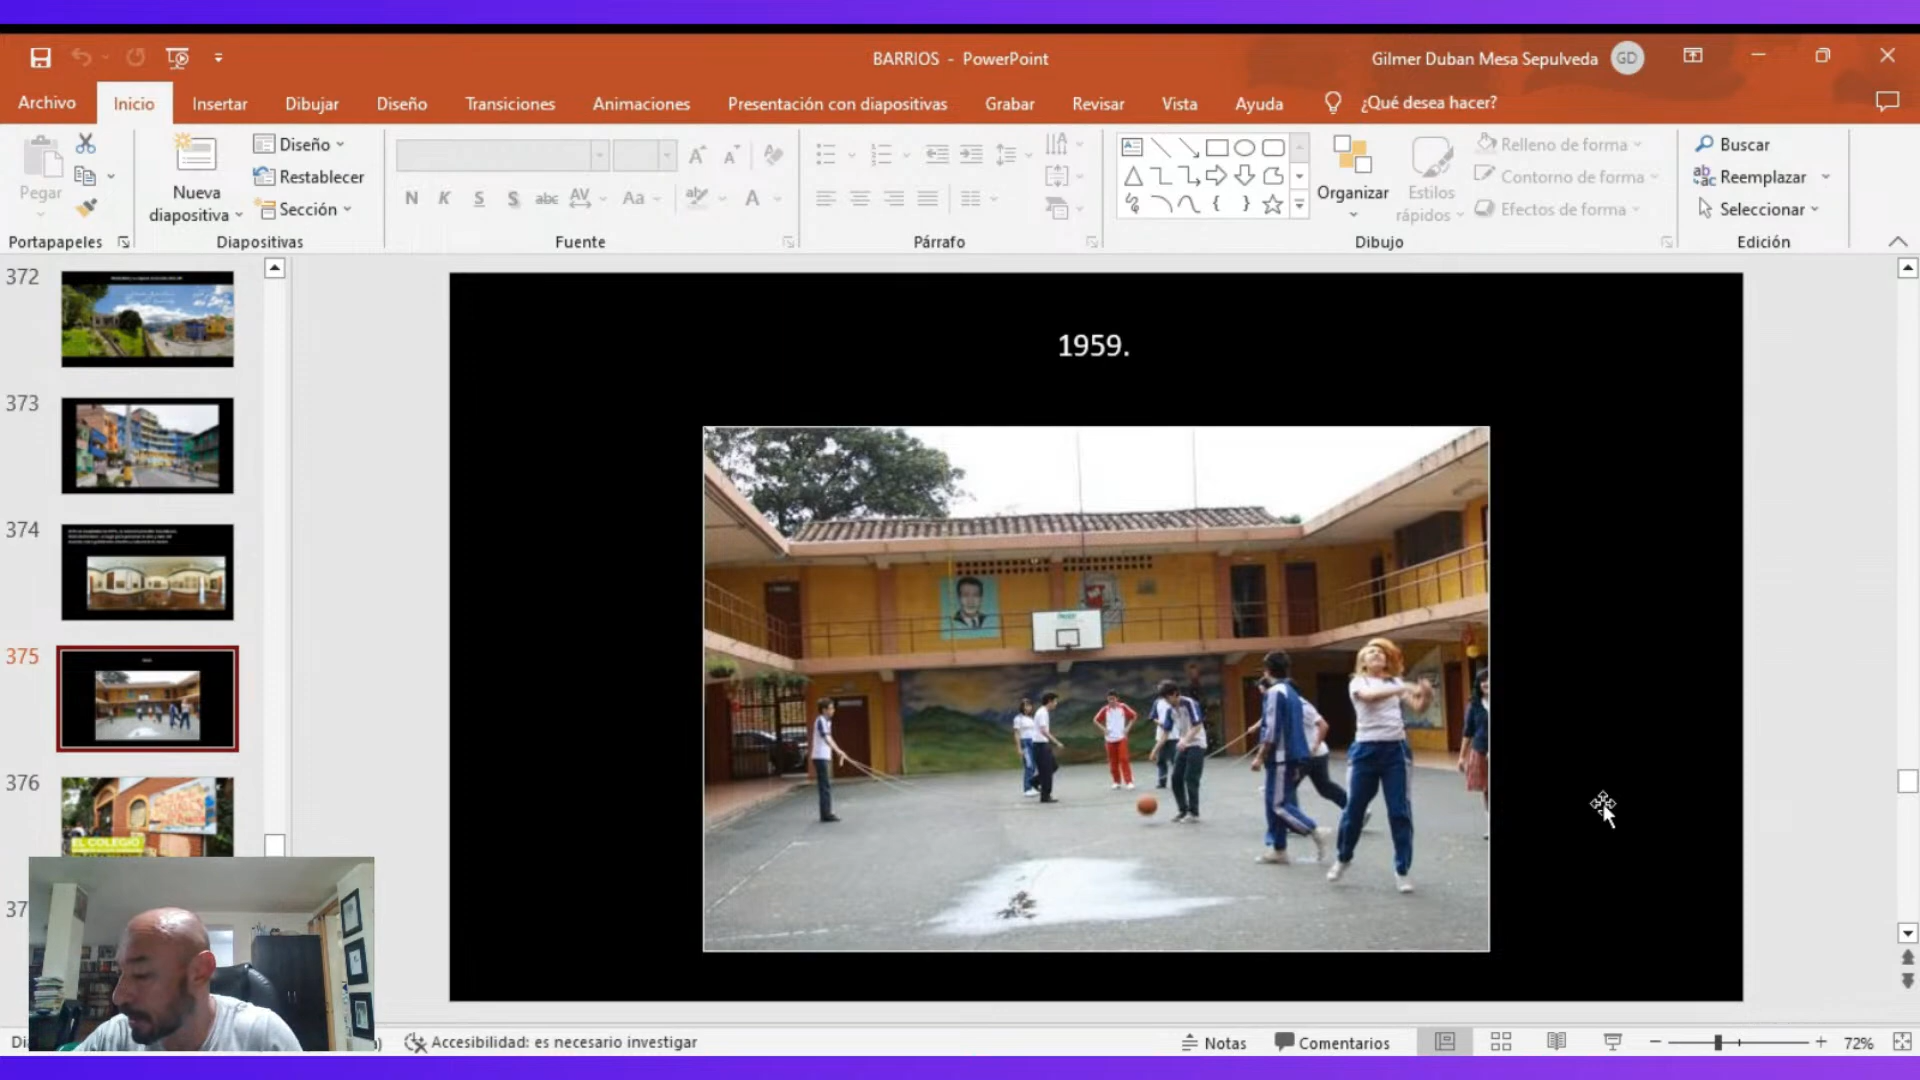 BARRIOS - PowerPoint
Gilmer Duban Mesa Sepulveda
GD
Archivo
Inicio
Insertar
Dibujar
Diseño
Transiciones
Animaciones
Presentación con diapositivas
Grabar
Revisar
Vista
Ayuda
¿Qué desea hacer?
Pegar
Portapapeles
Nueva
diapositiva
Diseño
Restablecer
Sección
Diapositivas
N K S S abc AV Aa A
Fuente
Párrafo
Organizar
Estilos
rápidos
Relleno de forma
Contorno de forma
Efectos de forma
Dibujo
Buscar
Reemplazar
Seleccionar
Edición
372
373
374
375
376
EL COLEGIO
37
1959.
Accesibilidad: es necesario investigar
Notas
Comentarios
72%